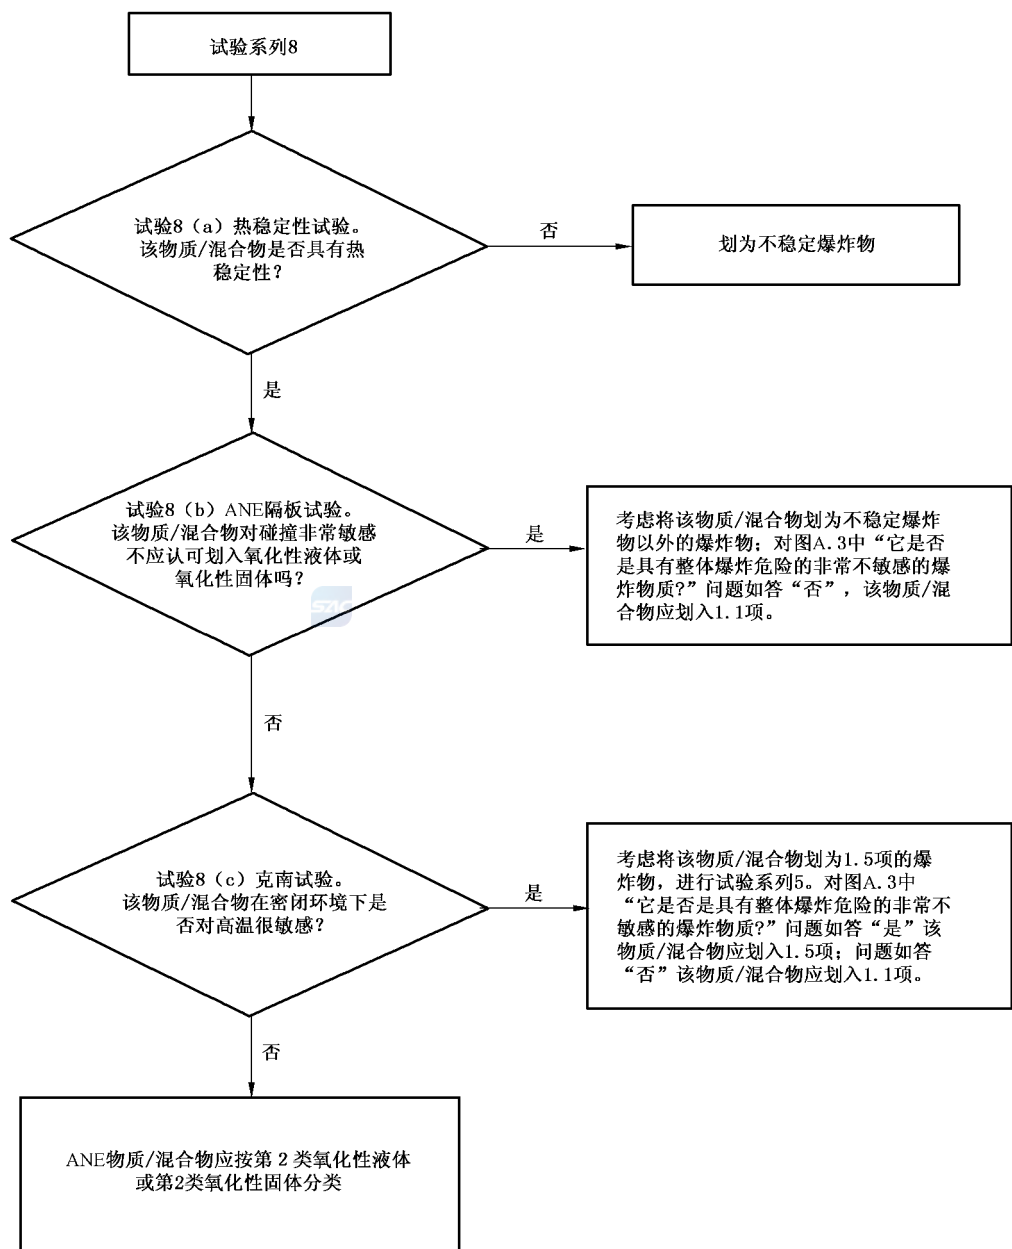 试验系列8
试验8（a）热稳定性试验。
该物质/混合物是否具有热
稳定性？
否
划为不稳定爆炸物
是
试验8（b）ANE隔板试验。
该物质/混合物对碰撞非常敏感
不应认可划入氧化性液体或
氧化性固体吗？
是
考虑将该物质/混合物划为不稳定爆炸
物以外的爆炸物；对图A.3中“它是否
是具有整体爆炸危险的非常不敏感的爆
炸物质？”问题如答“否”，该物质/混
合物应划入1.1项。
SAC
否
试验8（c）克南试验。
该物质/混合物在密闭环境下是
否对高温很敏感？
是
考虑将该物质/混合物划为1.5项的爆
炸物，进行试验系列5。对图A.3中
“它是否是具有整体爆炸危险的非常不
敏感的爆炸物质？”问题如答“是”该
物质/混合物应划入1.5项；问题如答
“否”该物质/混合物应划入1.1项。
否
ANE物质/混合物应按第 2 类氧化性液体
或第2类氧化性固体分类